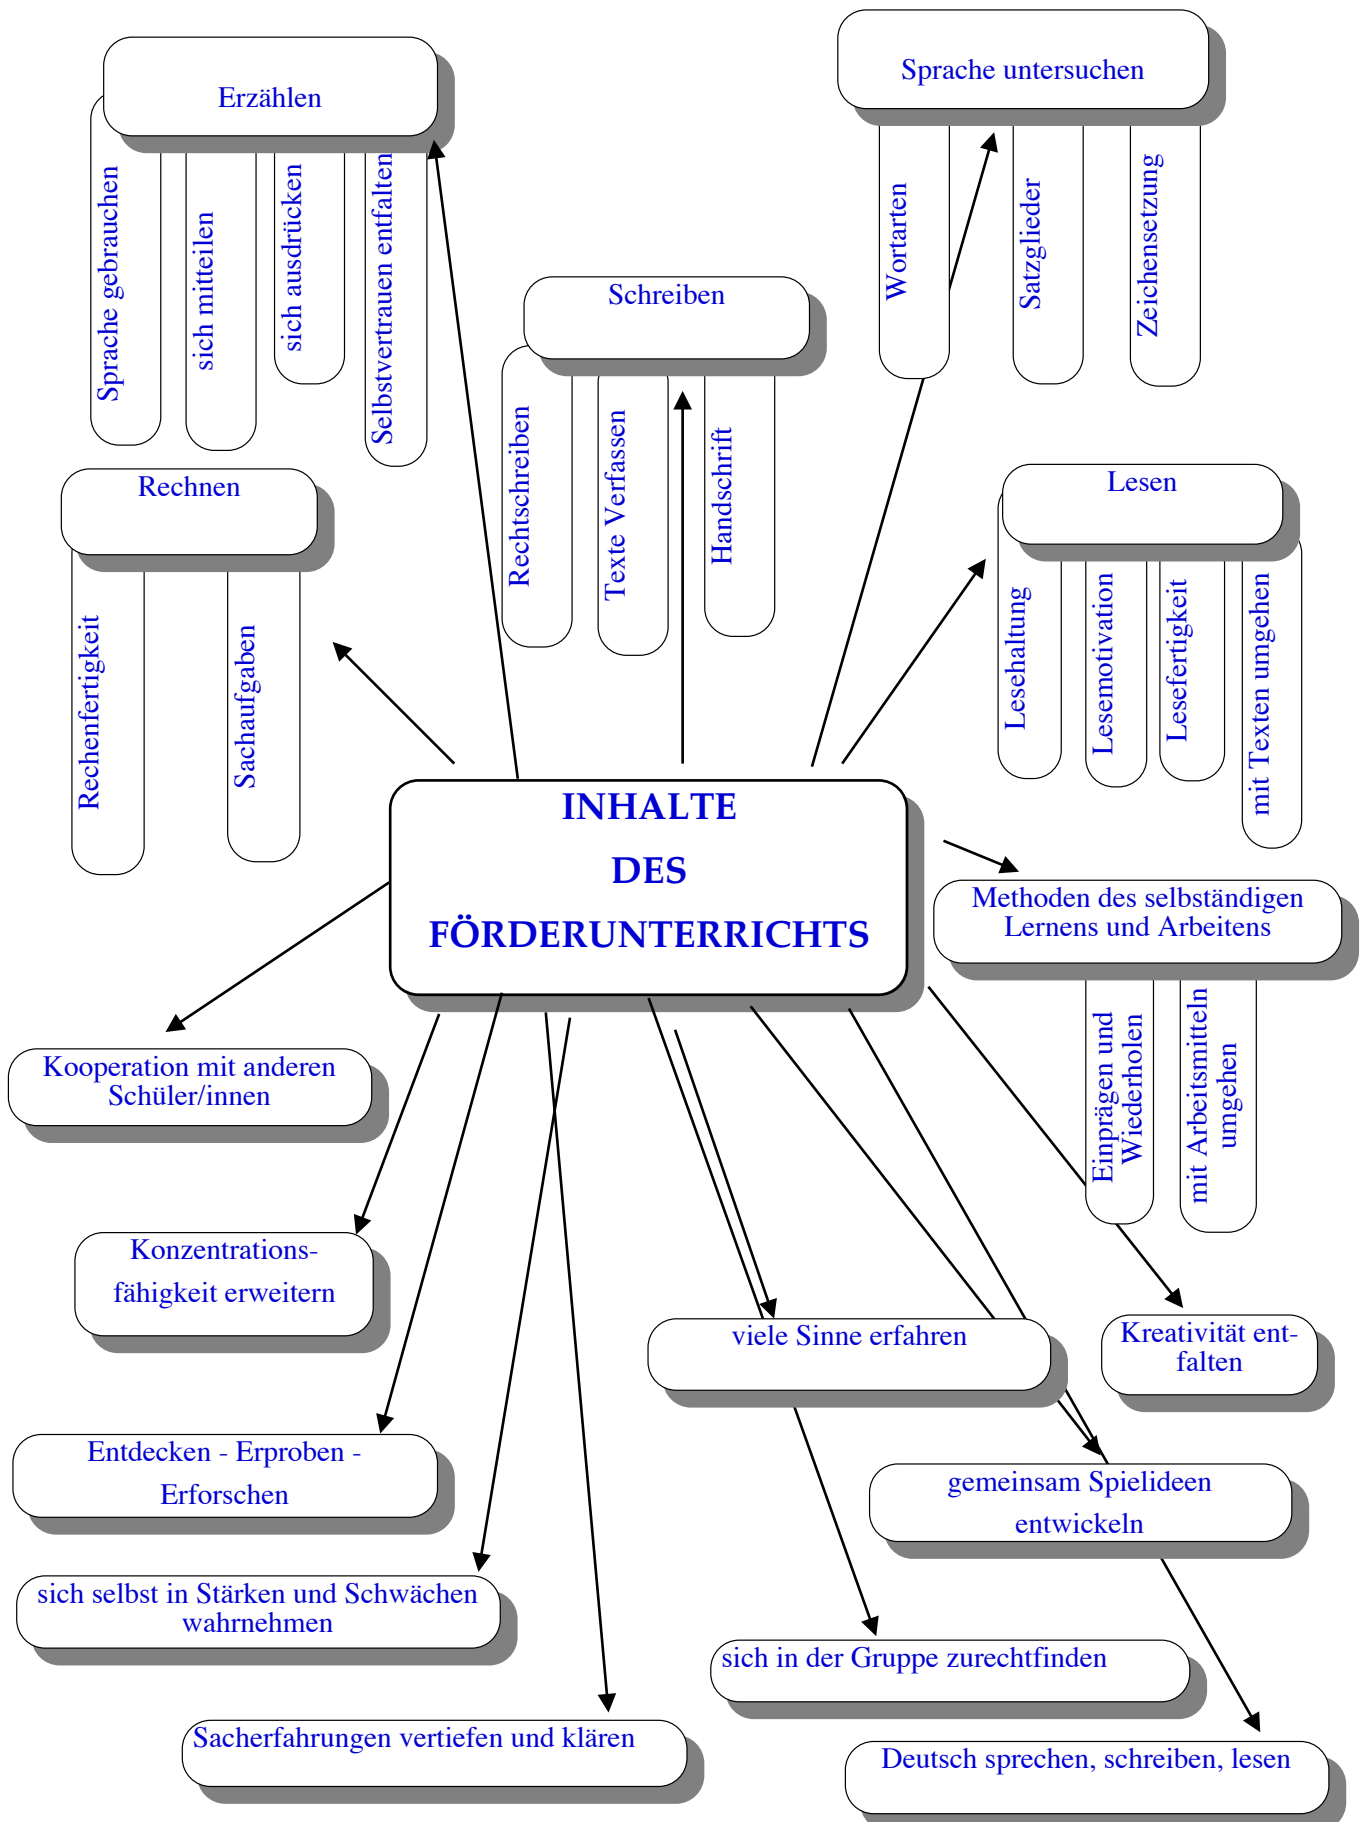 Erzählen
Sprache gebrauchen
sich mitteilen
sich ausdrücken
Selbstvertrauen entfalten
Sprache untersuchen
Wortarten
Satzglieder
Zeichensetzung
Schreiben
Rechtschreiben
Texte Verfassen
Handschrift
Rechnen
Rechenfertigkeit
Sachaufgaben
Lesen
Lesehaltung
Lesemotivation
Lesefertigkeit
mit Texten umgehen
INHALTE
DES
FÖRDERUNTERRICHTS
Methoden des selbständigen
Lernens und Arbeitens
Einprägen und
Wiederholen
mit Arbeitsmitteln
umgehen
Kooperation mit anderen
Schüler/innen
Konzentrations-
fähigkeit erweitern
viele Sinne erfahren
Kreativität ent-
falten
Entdecken - Erproben -
Erforschen
gemeinsam Spielideen
entwickeln
sich selbst in Stärken und Schwächen
wahrnehmen
sich in der Gruppe zurechtfinden
Sacherfahrungen vertiefen und klären
Deutsch sprechen, schreiben, lesen